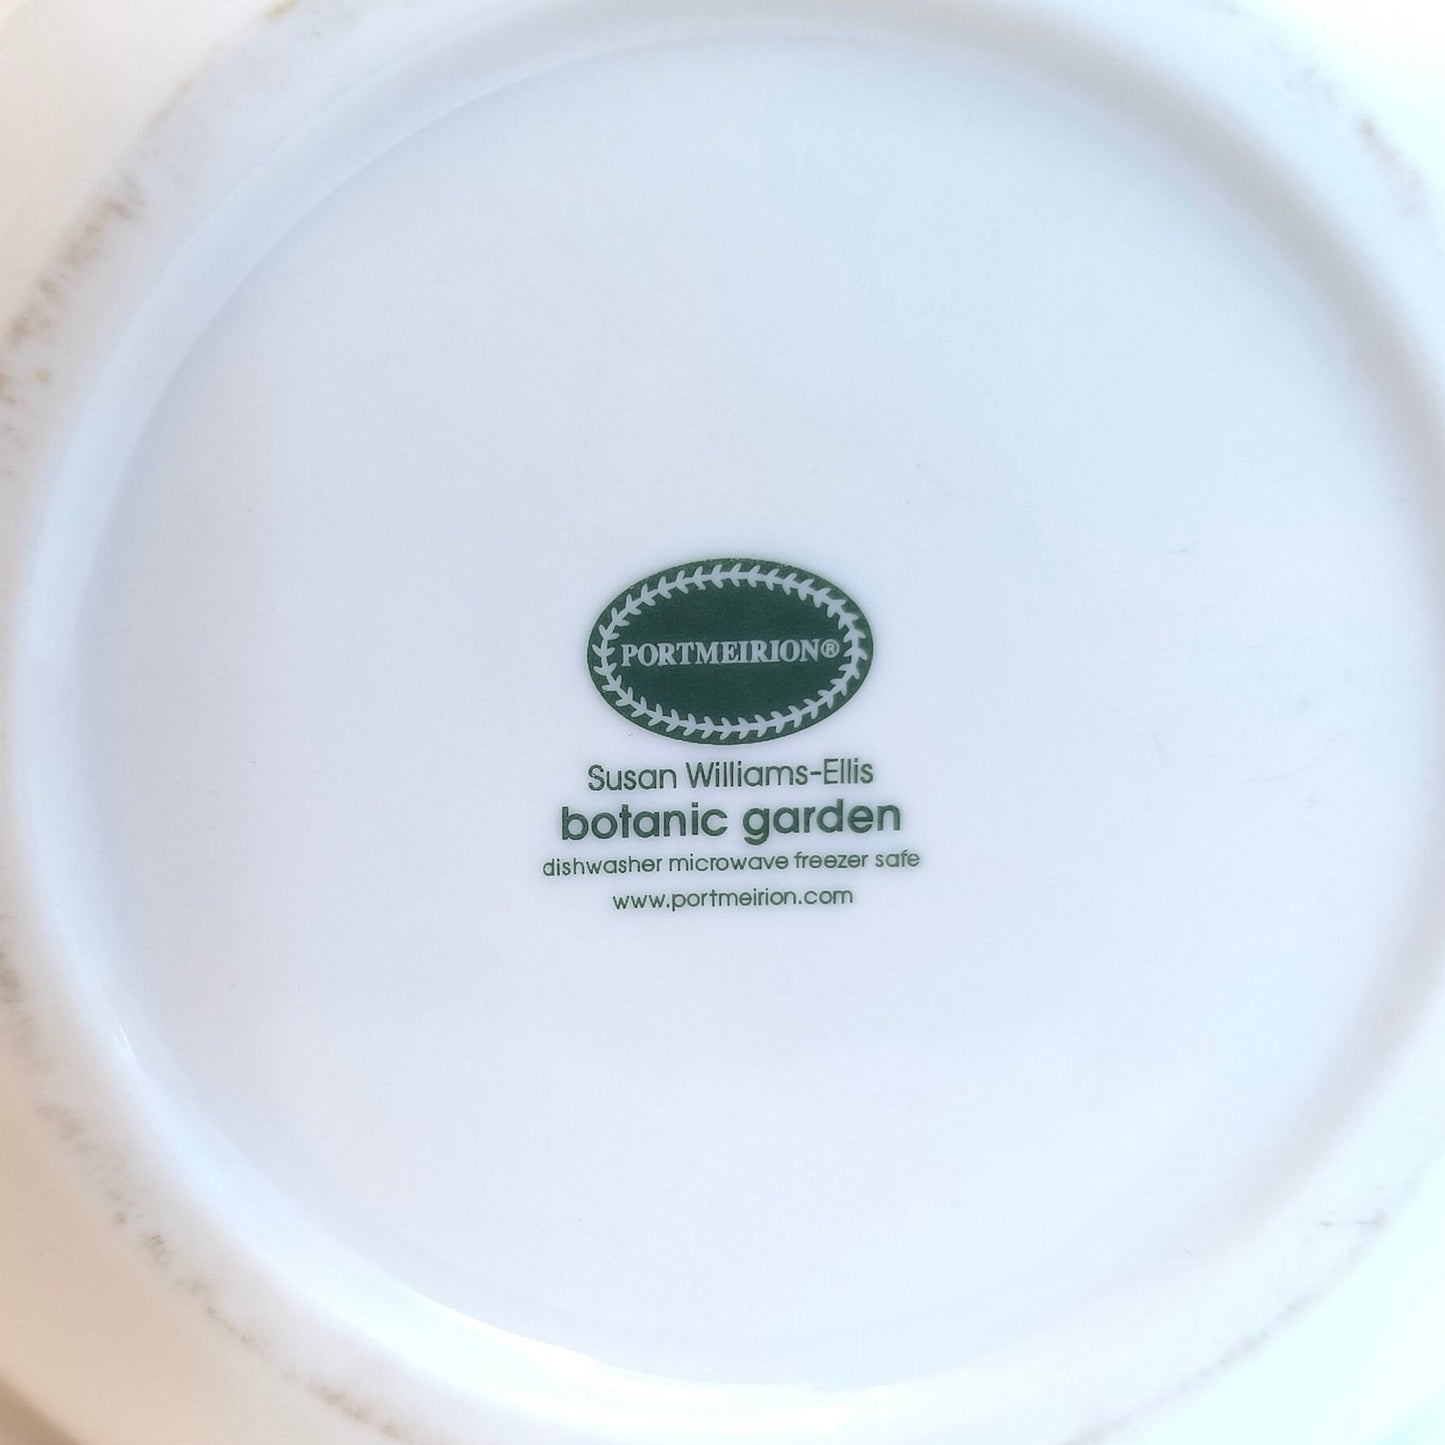 PORTMEIRION®
Susan Williams-Ellis
botanic garden
dishwasher microwave freezer safe
www.portmeirion.com